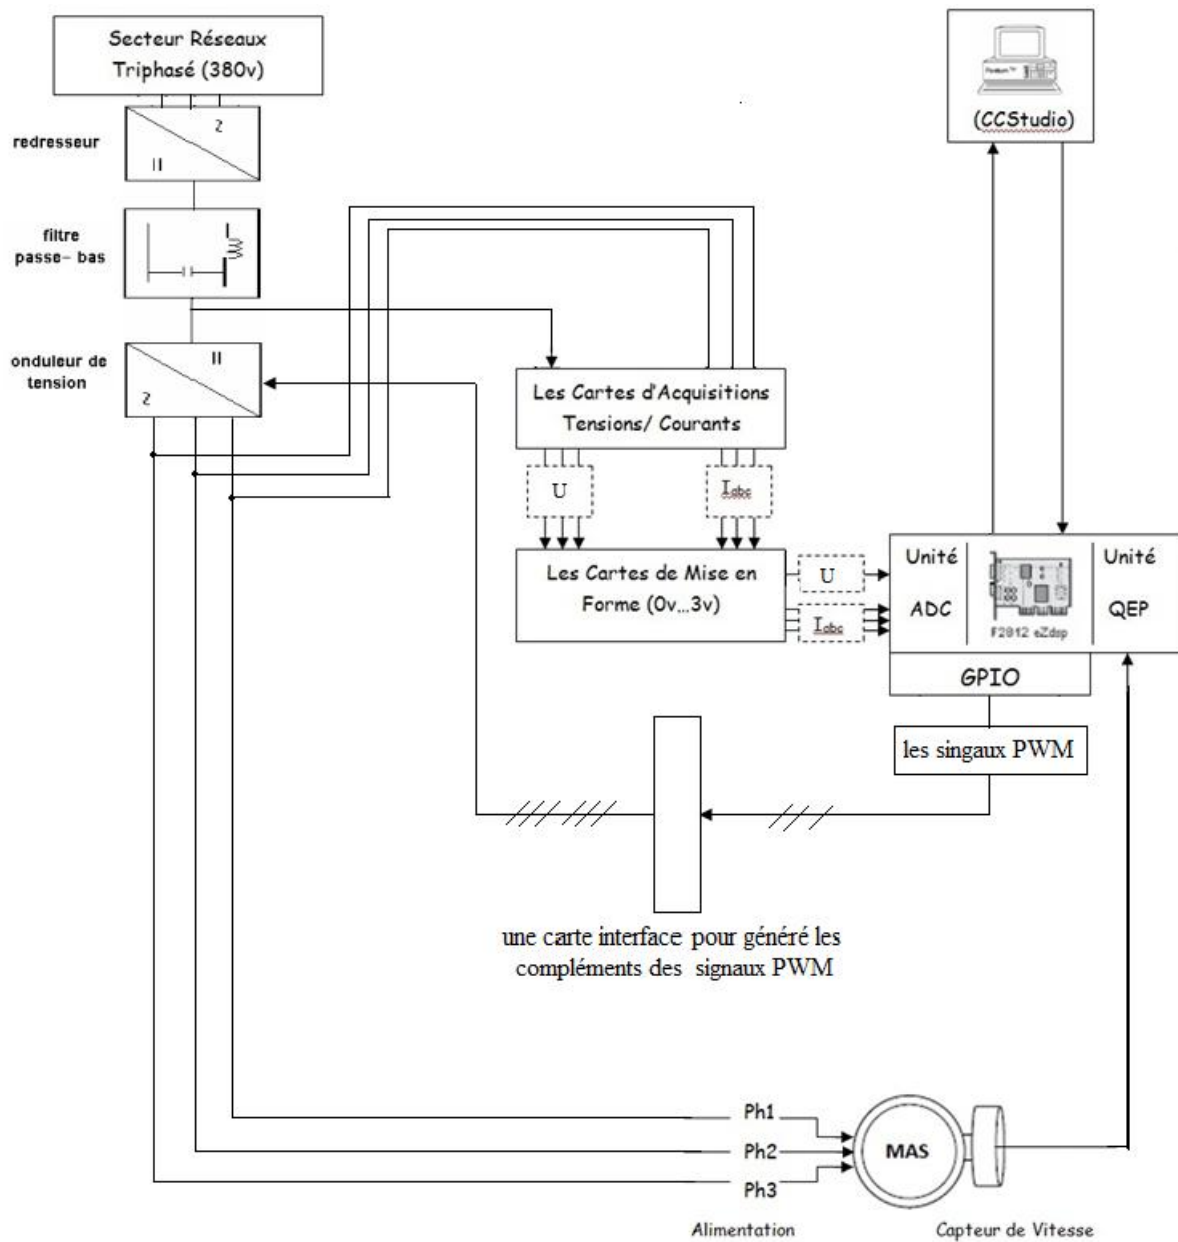 Secteur Réseaux
Triphasé (380v)
redresseur
filtre
passe- bas
onduleur de
tension
(CCStudio)
Les Cartes d'Acquisitions
Tensions/ Courants
U
Iabc
Les Cartes de Mise en
Forme (0v...3v)
U
Iabc
Unité
ADC
F2812 eZdsp
Unité
QEP
GPIO
les singaux PWM
une carte interface pour généré les
compléments des signaux PWM
Ph1
Ph2
Ph3
MAS
Alimentation
Capteur de Vitesse